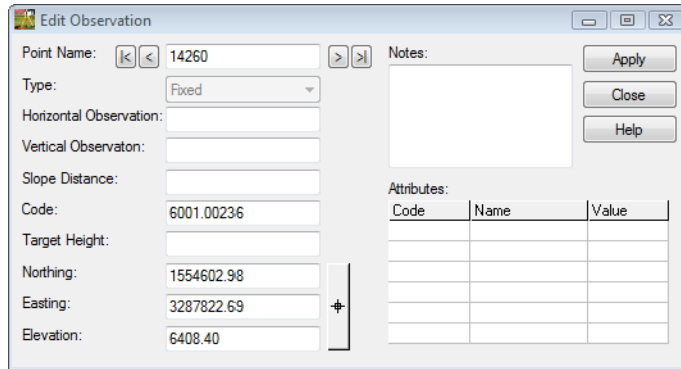 Edit Observation
Point Name: |< < 14260 > >|
Type: Fixed
Horizontal Observation:
Vertical Observaton:
Slope Distance:
Code: 6001.00236
Target Height:
Northing: 1554602.98
Easting: 3287822.69
Elevation: 6408.40
Notes:
Apply
Close
Help
Attributes:
Code Name Value